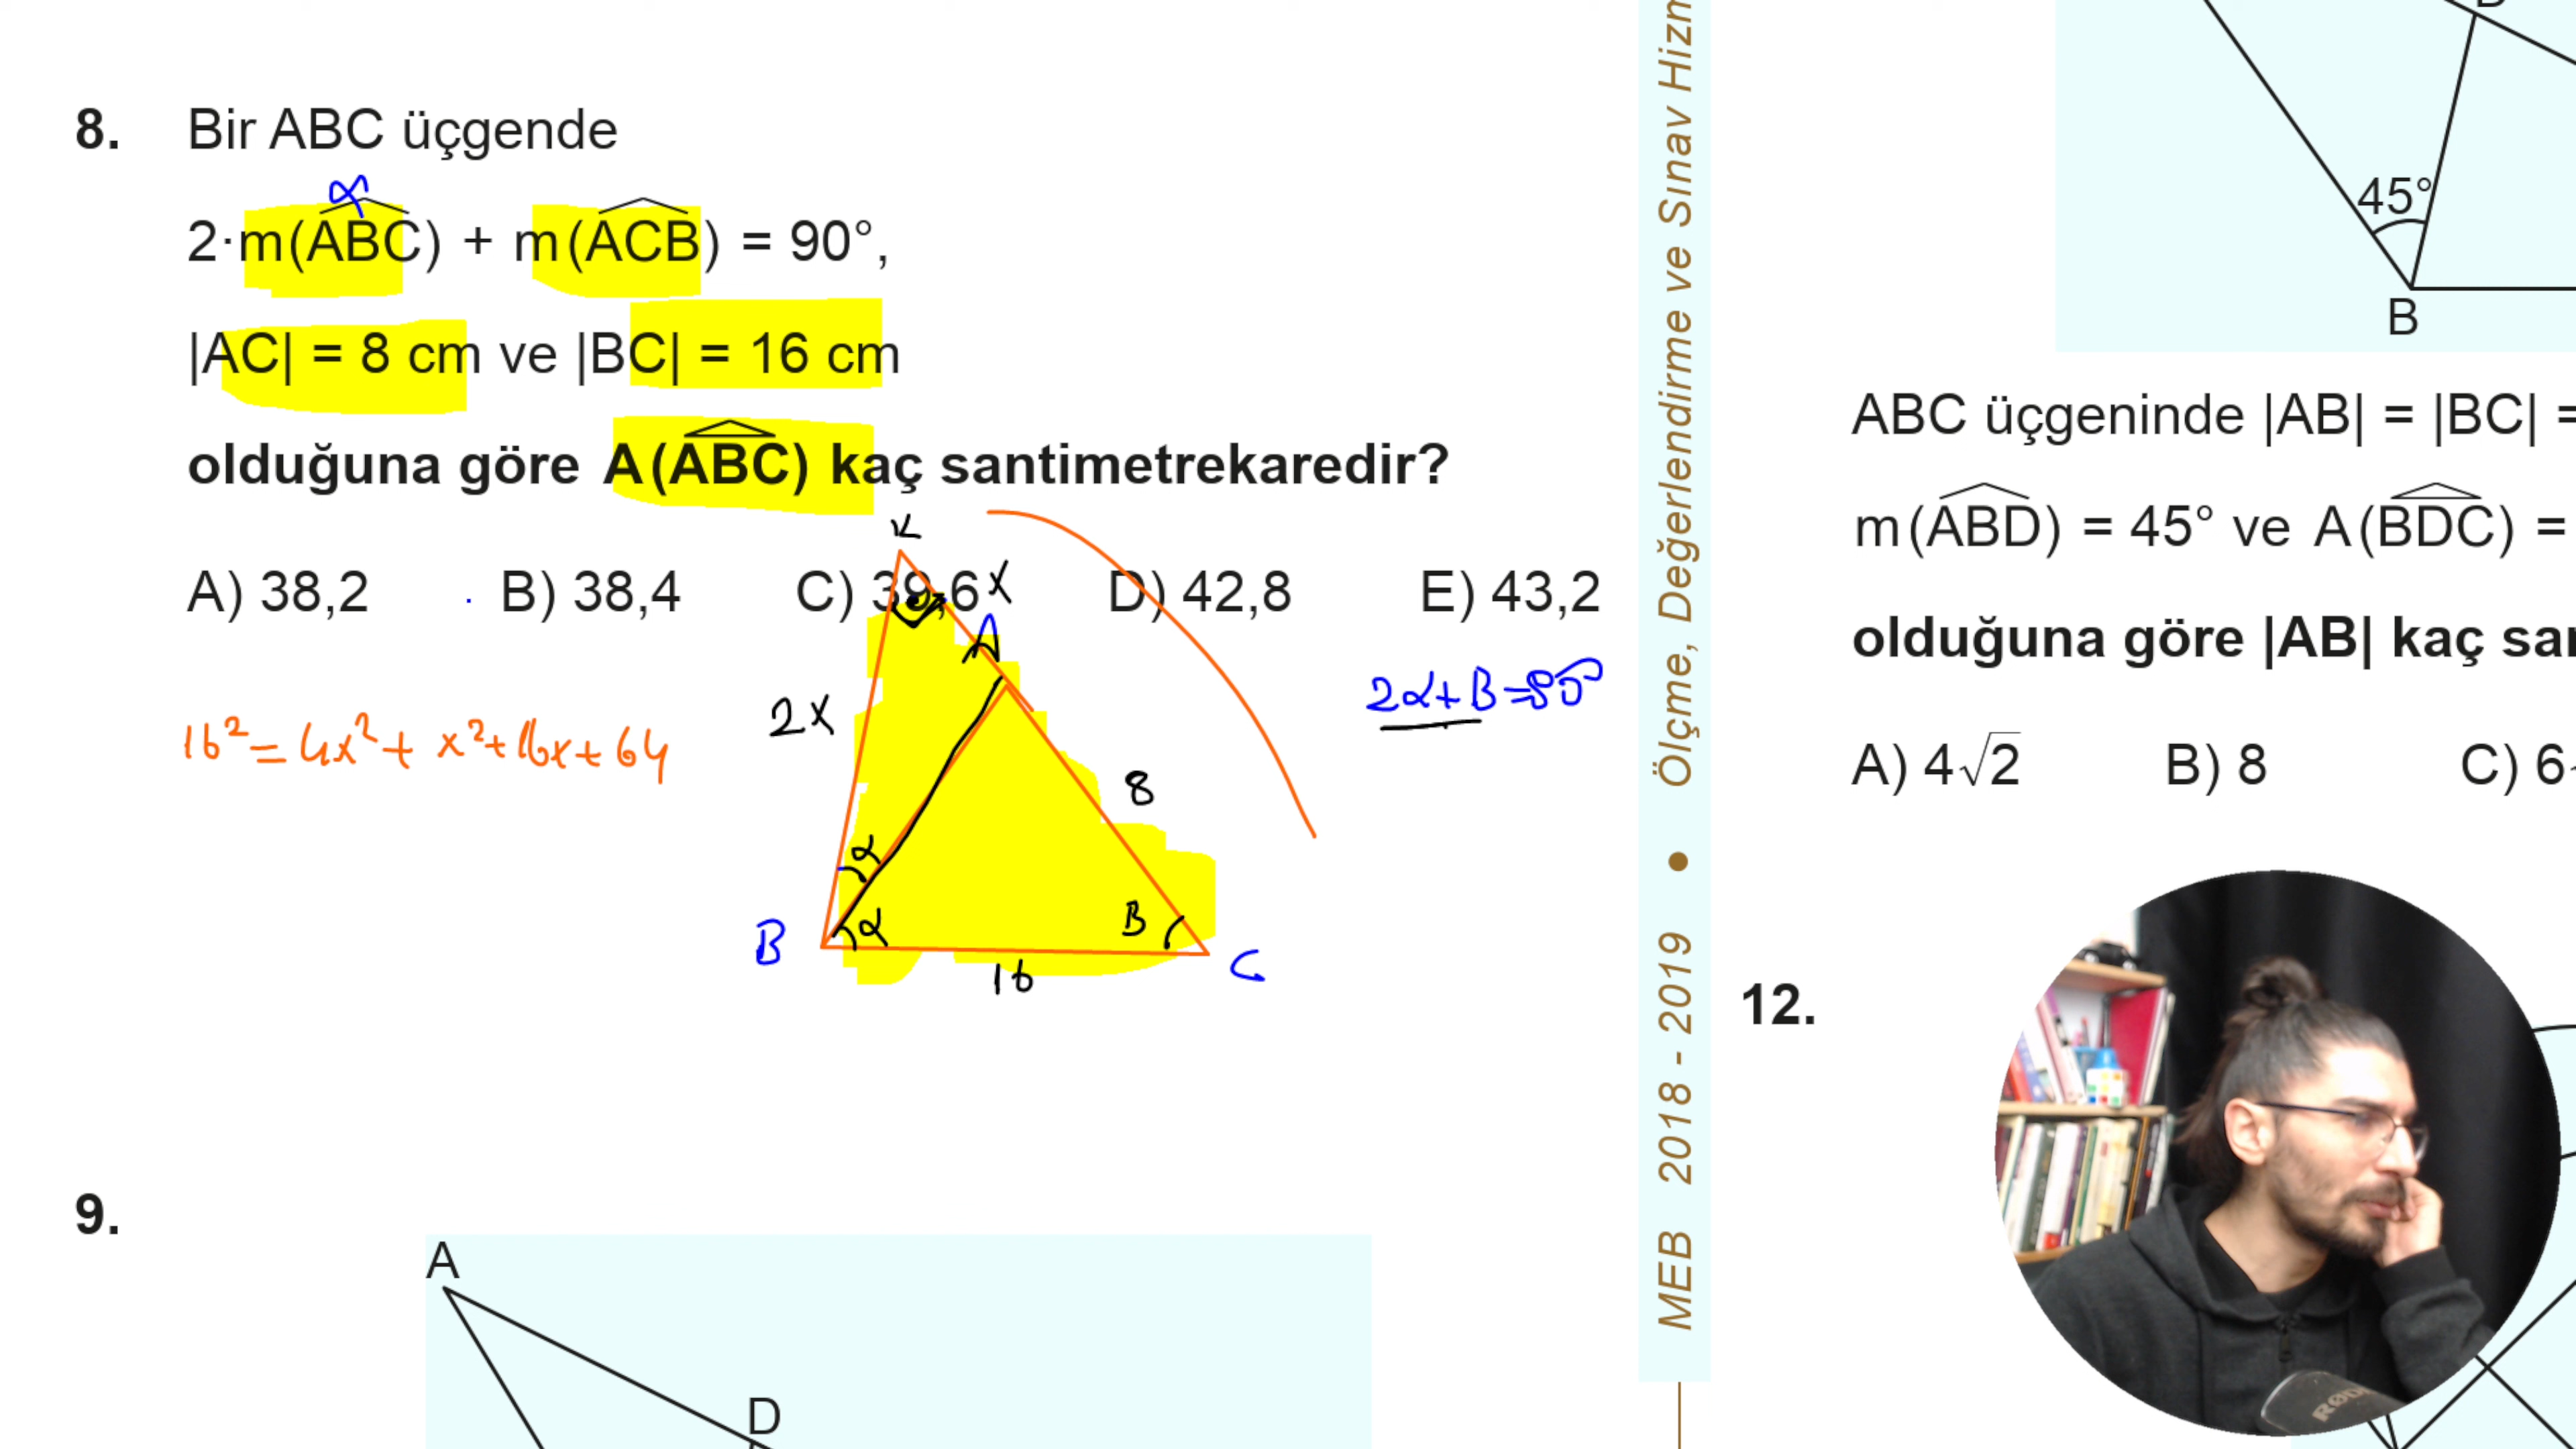 8. Bir ABC üçgende
α
2·m(ABC) + m(ACB) = 90°,
|AC| = 8 cm ve |BC| = 16 cm
olduğuna göre A(ABC) kaç santimetrekaredir?
A) 38,2 B) 38,4 C) 39,6 D) 42,8 E) 43,2
K
x
A
2x
8
α
α
B
B
C
16
16² = 4x² + x² + 16x + 64
2α + B =
9.
A
D
MEB 2018 - 2019 • Ölçme, Değerlendirme ve Sınav Hizm
45°
B
ABC üçgeninde |AB| = |BC| =
m(ABD) = 45° ve A(BDC) =
olduğuna göre |AB| kaç sa
A) 4√2 B) 8 C) 6
12.
RØDE